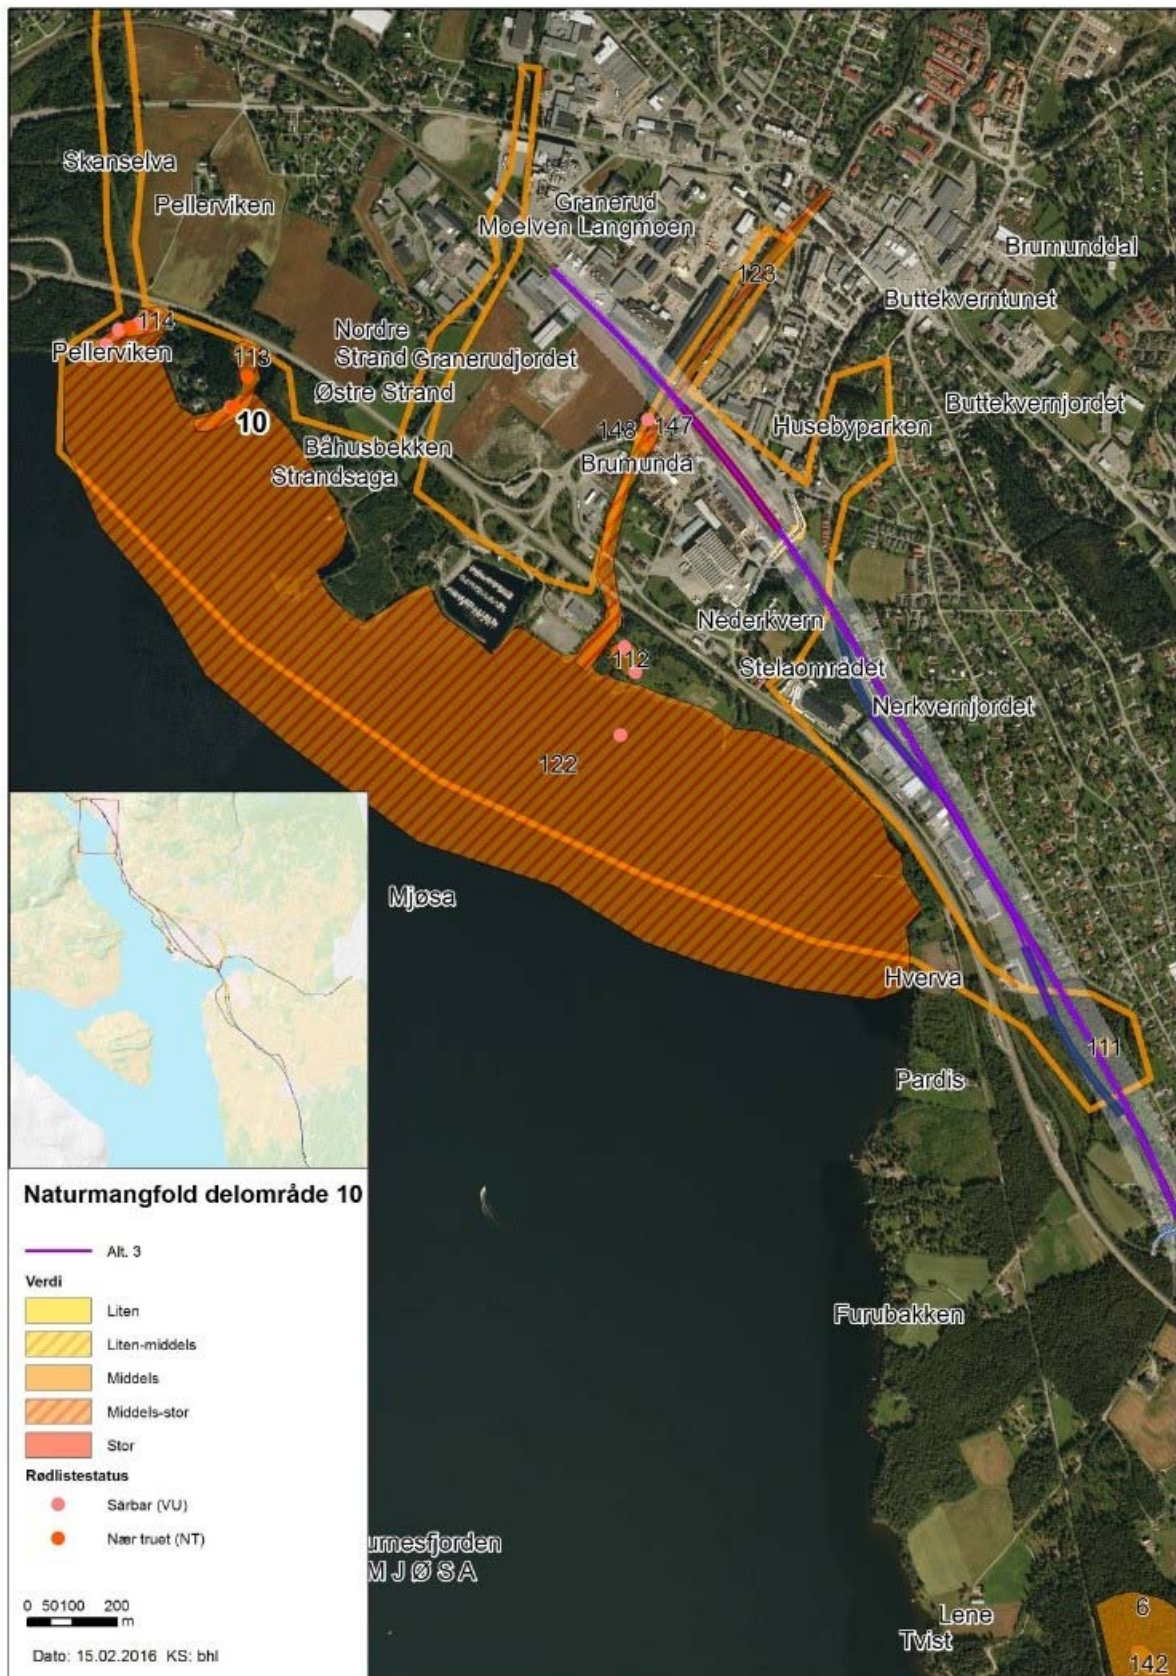 Skanselva
Pellerviken
Granerud
Moelven Langmoen
Brumunddal
123
Buttekverntunet
114
Pellerviken
113
Nordre
Strand
Granerudjordet
Østre Strand
10
Buttekvernjordet
Husebyparken
148
147
Båhusbekken
Brumunda
Strandsaga
Nederkvern
112
Stelaområdet
Nerkvernjordet
122
Mjøsa
Hverva
111
Pardis
Furubakken
urnesfjorden
MJØSA
Lene
Tvist
6
142
Naturmangfold delområde 10
Alt. 3
Verdi
Liten
Liten-middels
Middels
Middels-stor
Stor
Rødlistestatus
Sårbar (VU)
Nær truet (NT)
0 50 100 200
m
Dato: 15.02.2016 KS: bhl